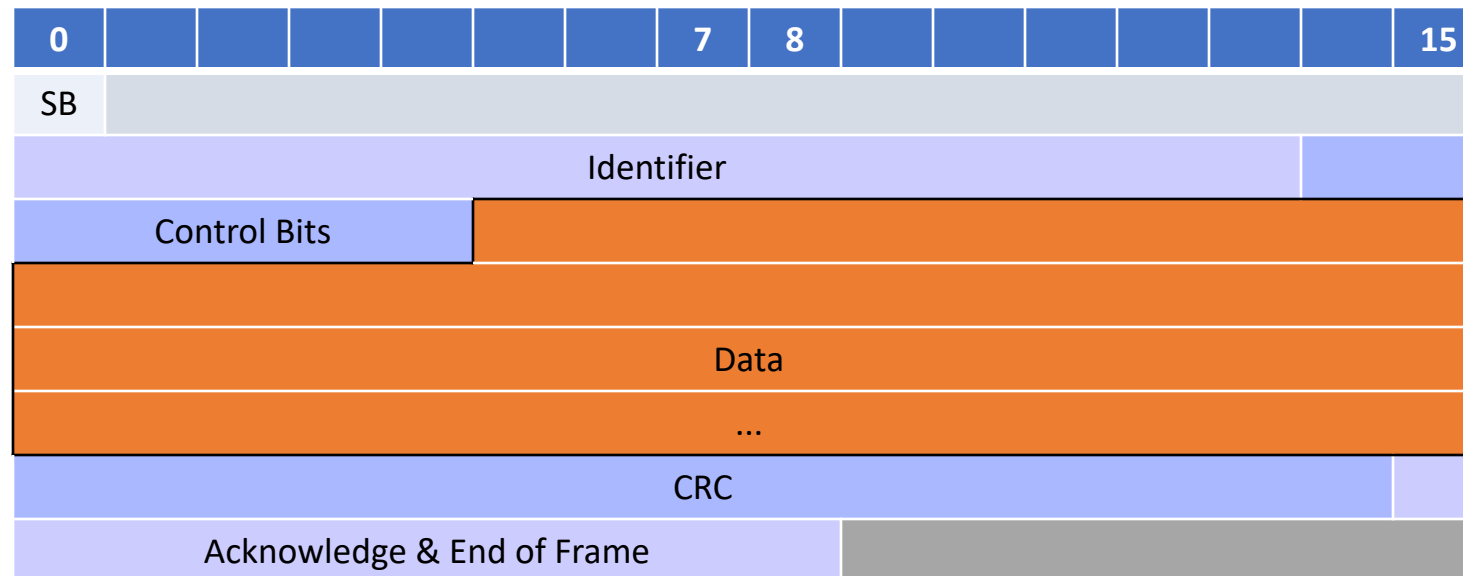 0 7 8 15
SB
Identifier
Control Bits
Data
...
CRC
Acknowledge & End of Frame